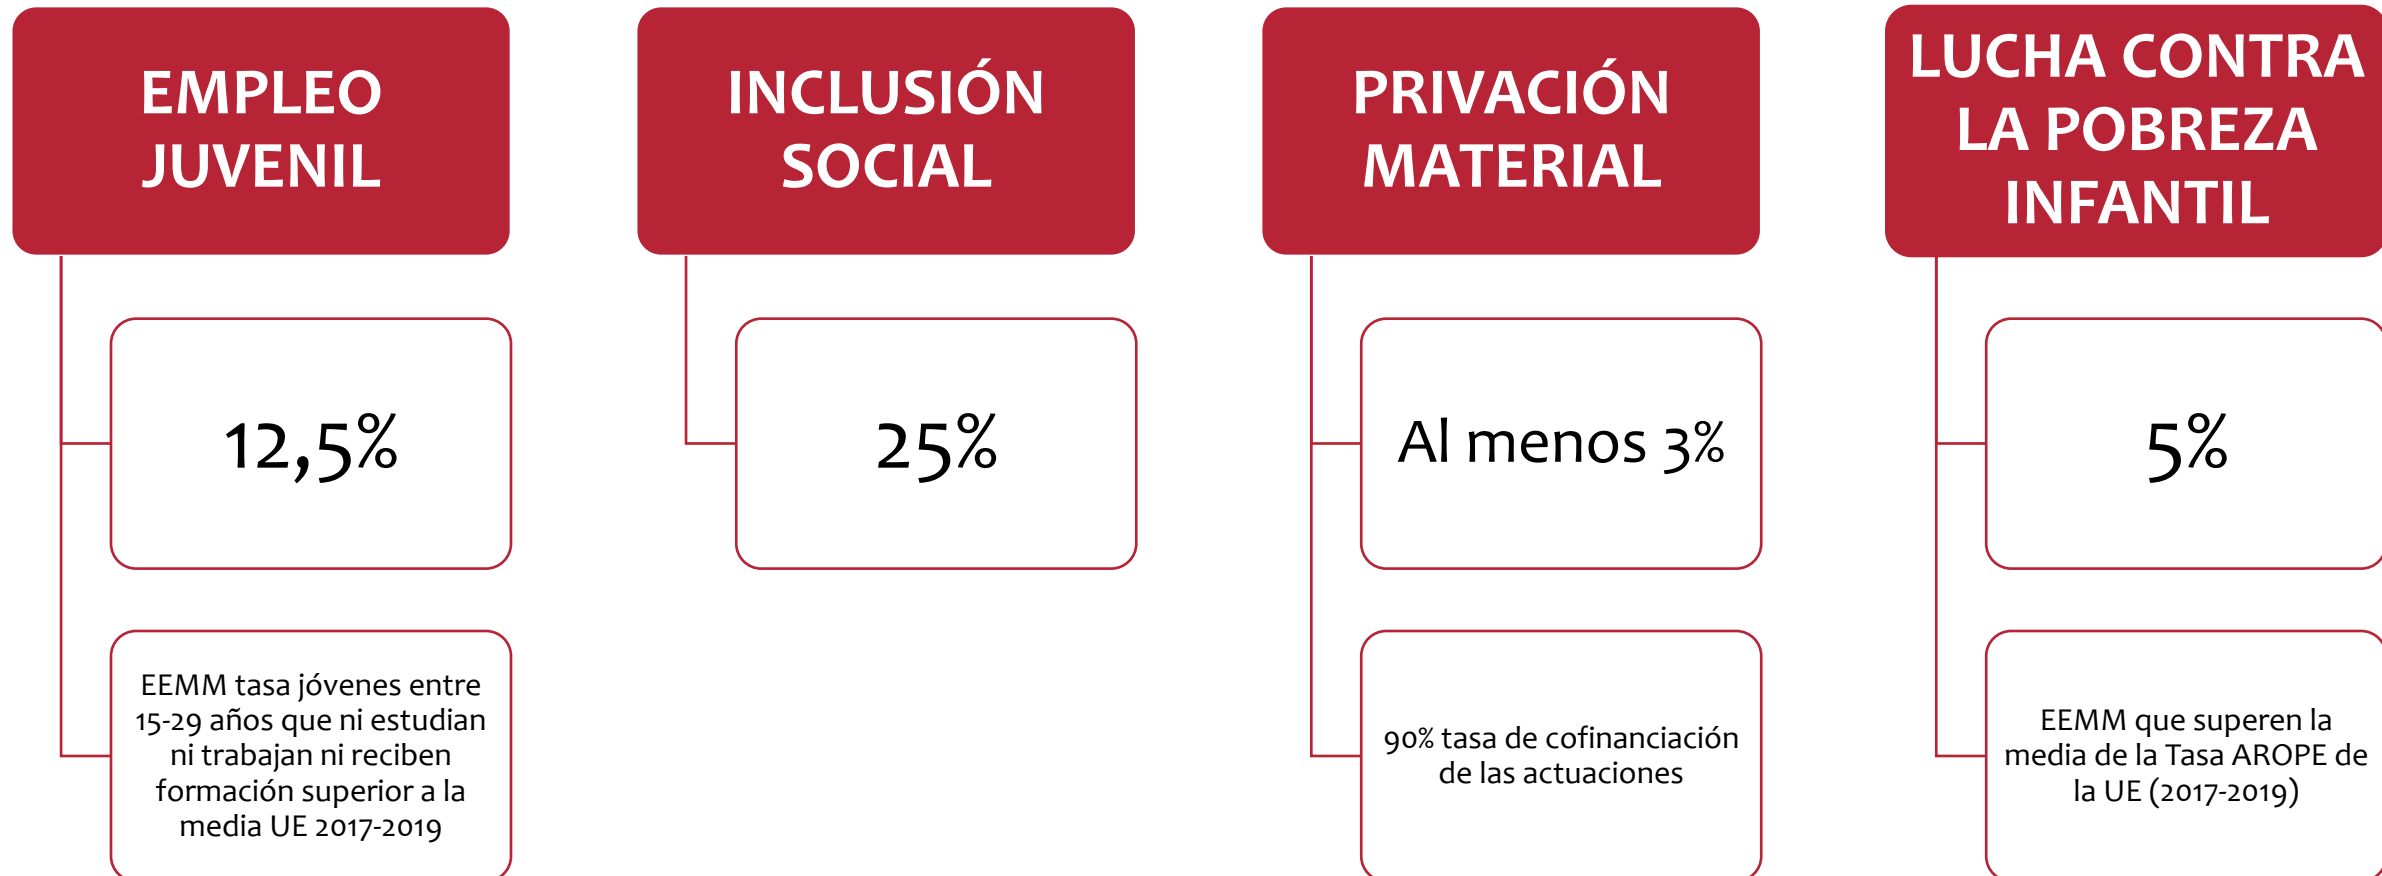 EMPLEO
JUVENIL
12,5%
EEMM tasa jóvenes entre
15-29 años que ni estudian
ni trabajan ni reciben
formación superior a la
media UE 2017-2019
INCLUSIÓN
SOCIAL
25%
PRIVACIÓN
MATERIAL
Al menos 3%
90% tasa de cofinanciación
de las actuaciones
LUCHA CONTRA
LA POBREZA
INFANTIL
5%
EEMM que superen la
media de la Tasa AROPE de
la UE (2017-2019)